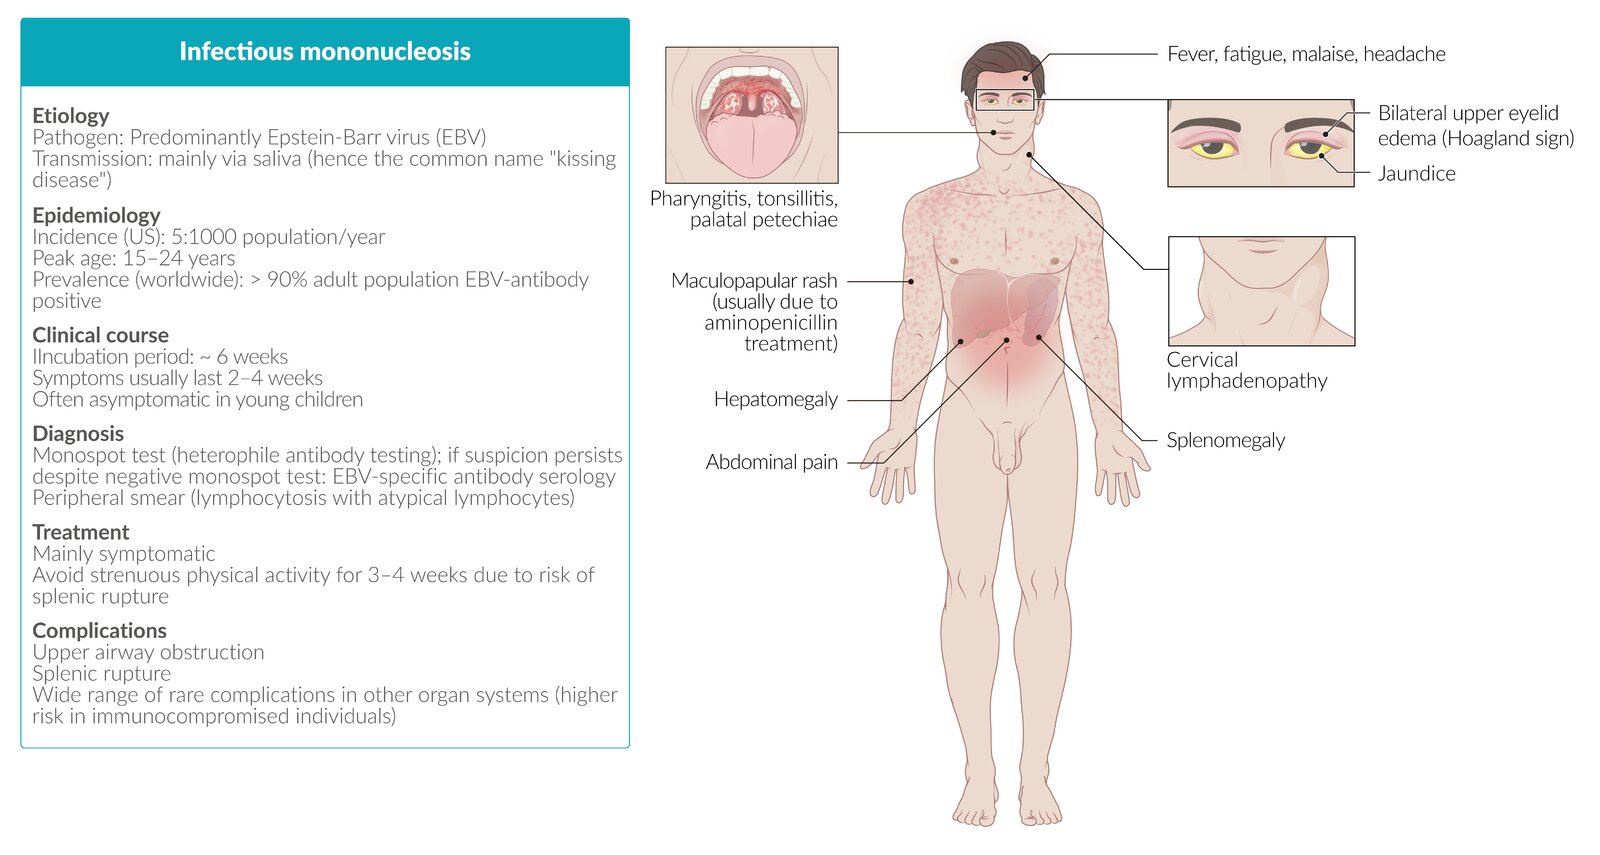 Infectious mononucleosis
Etiology
Pathogen: Predominantly Epstein-Barr virus (EBV)
Transmission: mainly via saliva (hence the common name "kissing
disease")
Epidemiology
Incidence (US): 5:1000 population/year
Peak age: 15–24 years
Prevalence (worldwide): > 90% adult population EBV-antibody
positive
Clinical course
IIncubation period: ~ 6 weeks
Symptoms usually last 2–4 weeks
Often asymptomatic in young children
Diagnosis
Monospot test (heterophile antibody testing); if suspicion persists
despite negative monospot test: EBV-specific antibody serology
Peripheral smear (lymphocytosis with atypical lymphocytes)
Treatment
Mainly symptomatic
Avoid strenuous physical activity for 3–4 weeks due to risk of
splenic rupture
Complications
Upper airway obstruction
Splenic rupture
Wide range of rare complications in other organ systems (higher
risk in immunocompromised individuals)
Pharyngitis, tonsillitis,
palatal petechiae
Maculopapular rash
(usually due to
aminopenicillin
treatment)
Hepatomegaly
Abdominal pain
Fever, fatigue, malaise, headache
Bilateral upper eyelid
edema (Hoagland sign)
Jaundice
Cervical
lymphadenopathy
Splenomegaly